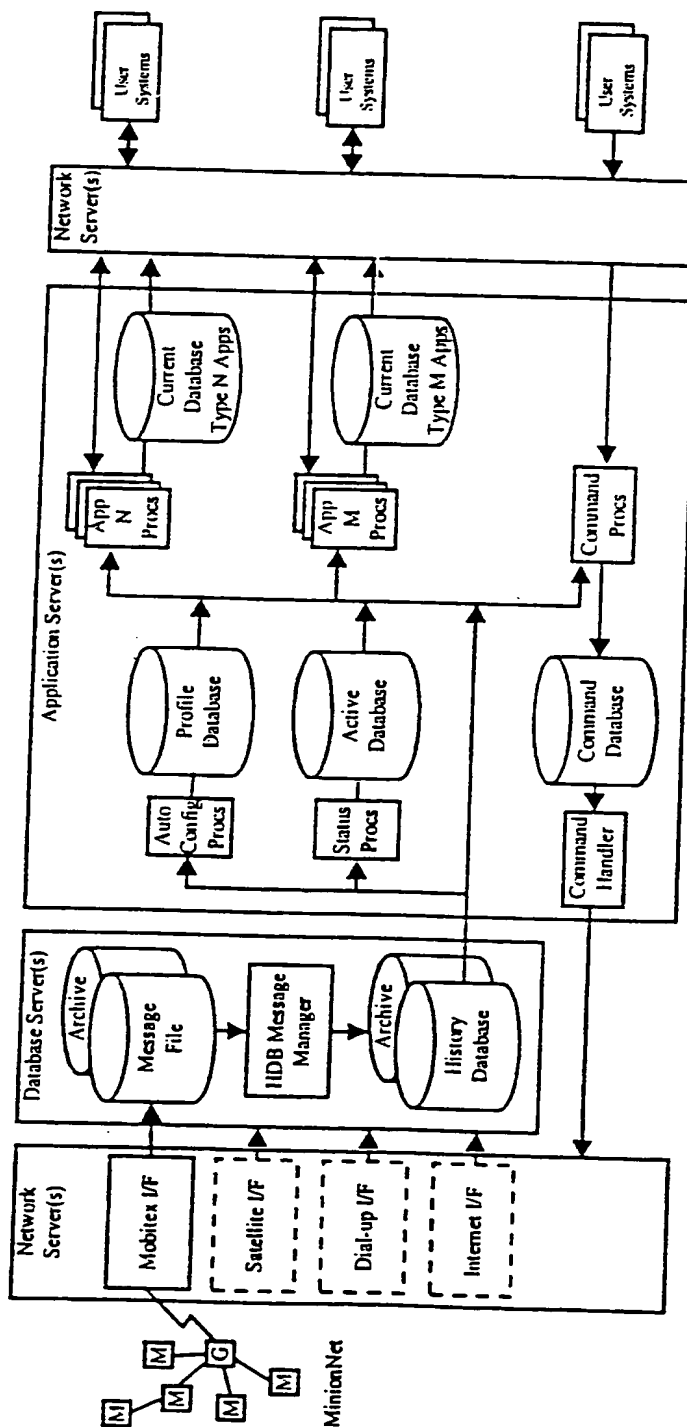 Network
Server(s)
Mobitex I/F
Satellite I/F
Dial-up I/F
Internet I/F
M
M
M
M
M
G
MinionNet
Database Server(s)
Archive
Message
File
HDB Message
Manager
Archive
History
Database
Application Server(s)
Auto
Config
Procs
Profile
Database
Status
Procs
Active
Database
Command
Handler
Command
Database
App
N
Procs
Current
Database
Type N Apps
App
M
Procs
Current
Database
Type M Apps
Command
Procs
Network
Server(s)
User
Systems
User
Systems
User
Systems